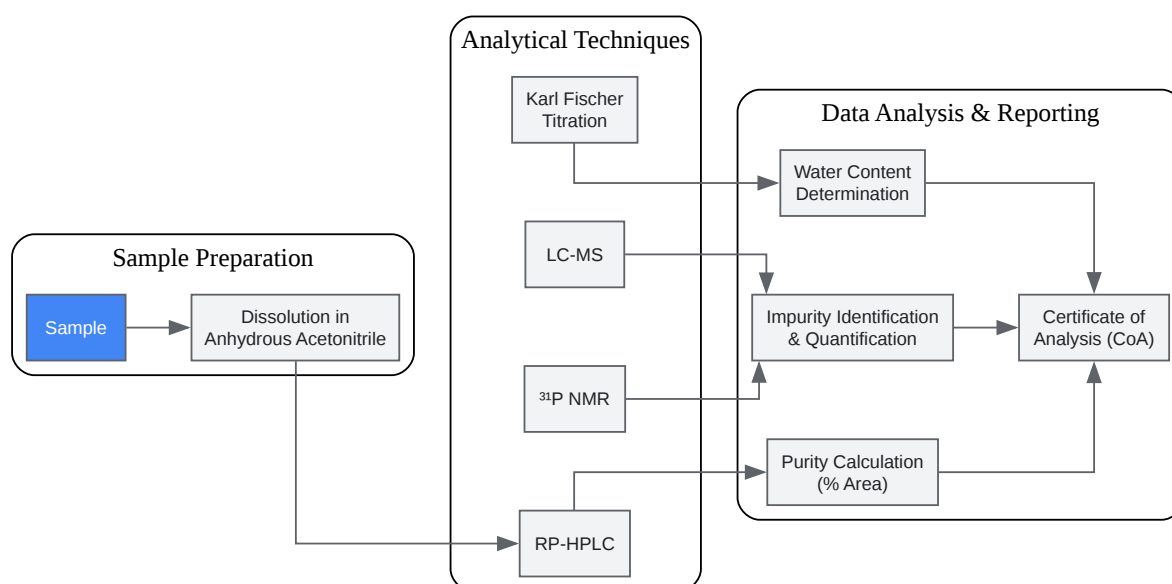 Sample Preparation
Sample
Dissolution in
Anhydrous Acetonitrile
Analytical Techniques
Karl Fischer
Titration
LC-MS
³¹P NMR
RP-HPLC
Data Analysis & Reporting
Water Content
Determination
Impurity Identification
& Quantification
Purity Calculation
(% Area)
Certificate of
Analysis (CoA)